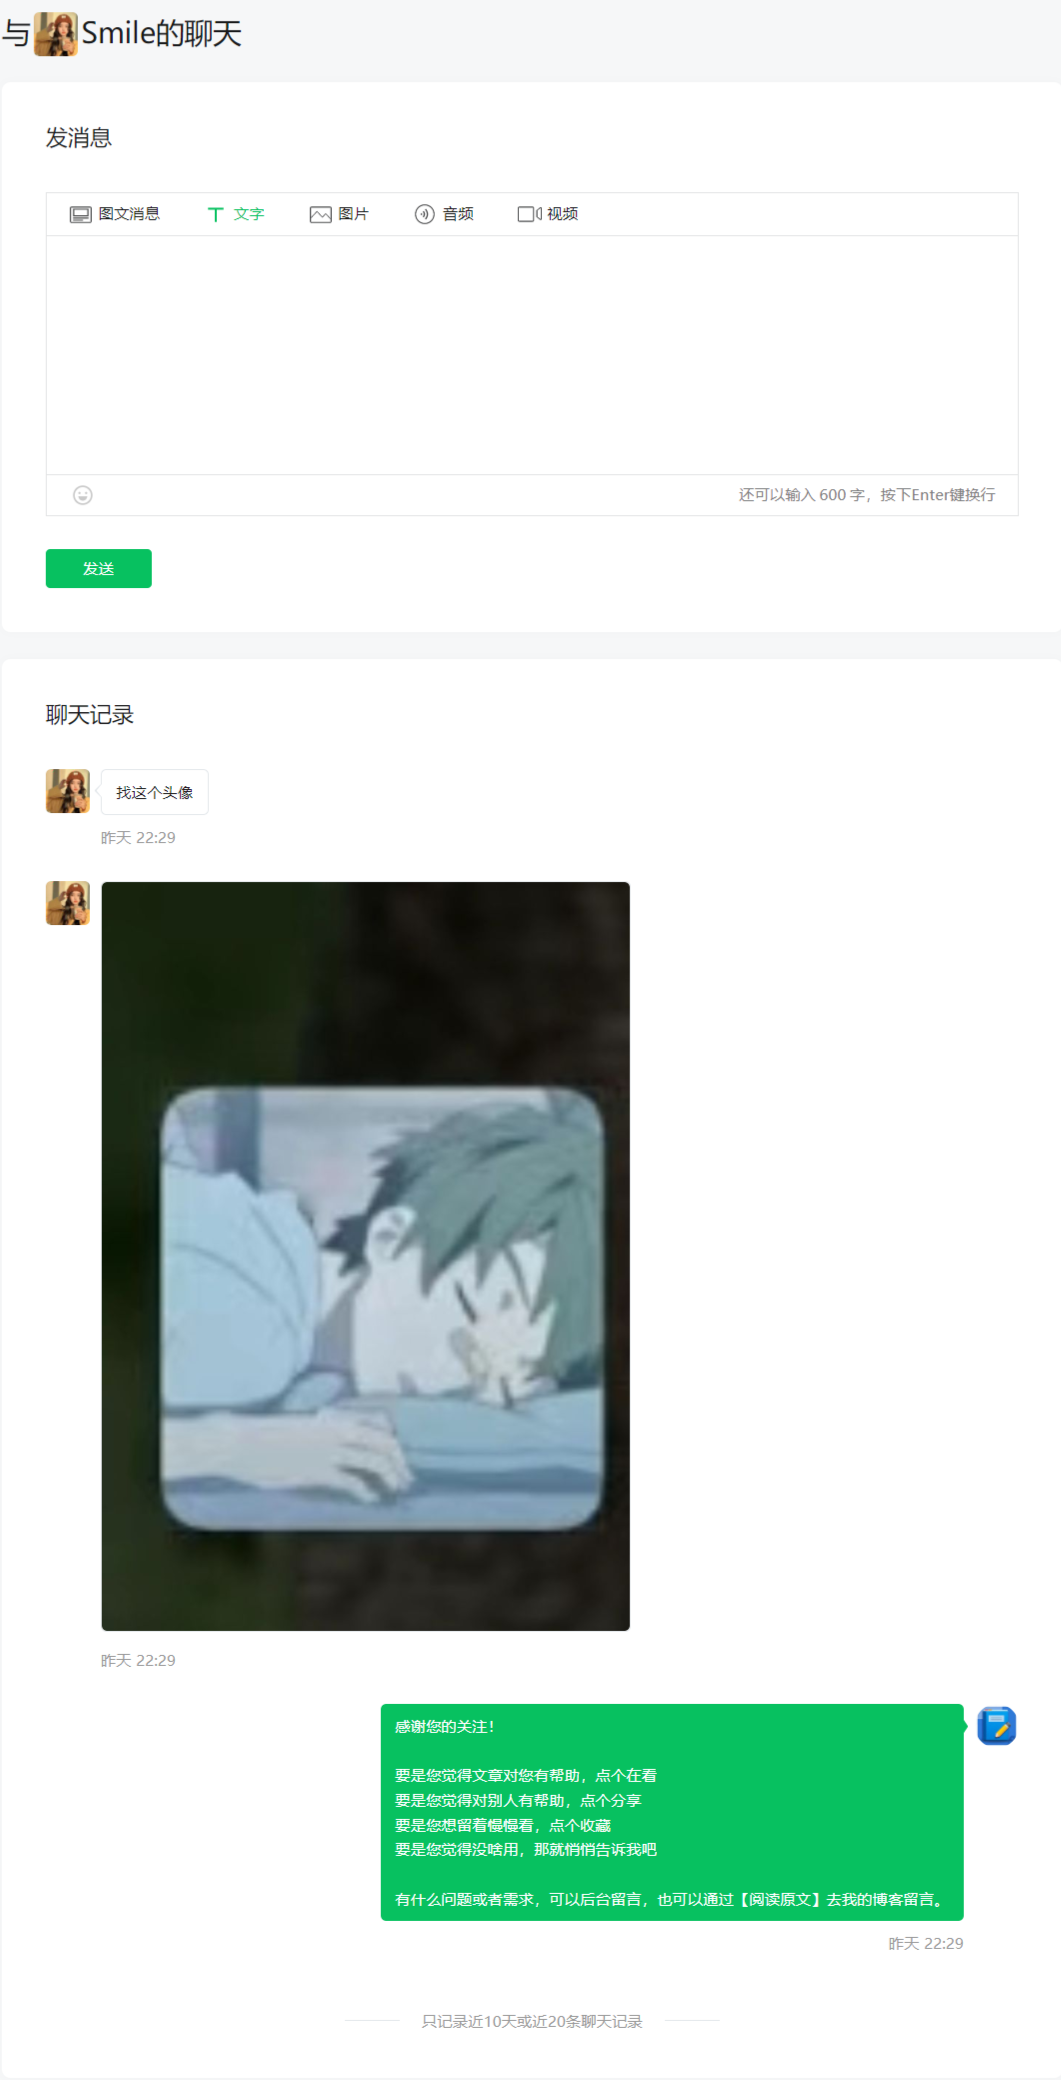 与Smile的聊天
发消息
图文消息 文字 图片 音频 视频
还可以输入 600 字，按下Enter键换行
发送
聊天记录
找这个头像
昨天 22:29
昨天 22:29
感谢您的关注！
要是您觉得文章对您有帮助，点个在看
要是您觉得对别人有帮助，点个分享
要是您想留着慢慢看，点个收藏
要是您觉得没啥用，那就悄悄告诉我吧
有什么问题或者需求，可以后台留言，也可以通过【阅读原文】去我的博客留言。
昨天 22:29
只记录近10天或近20条聊天记录